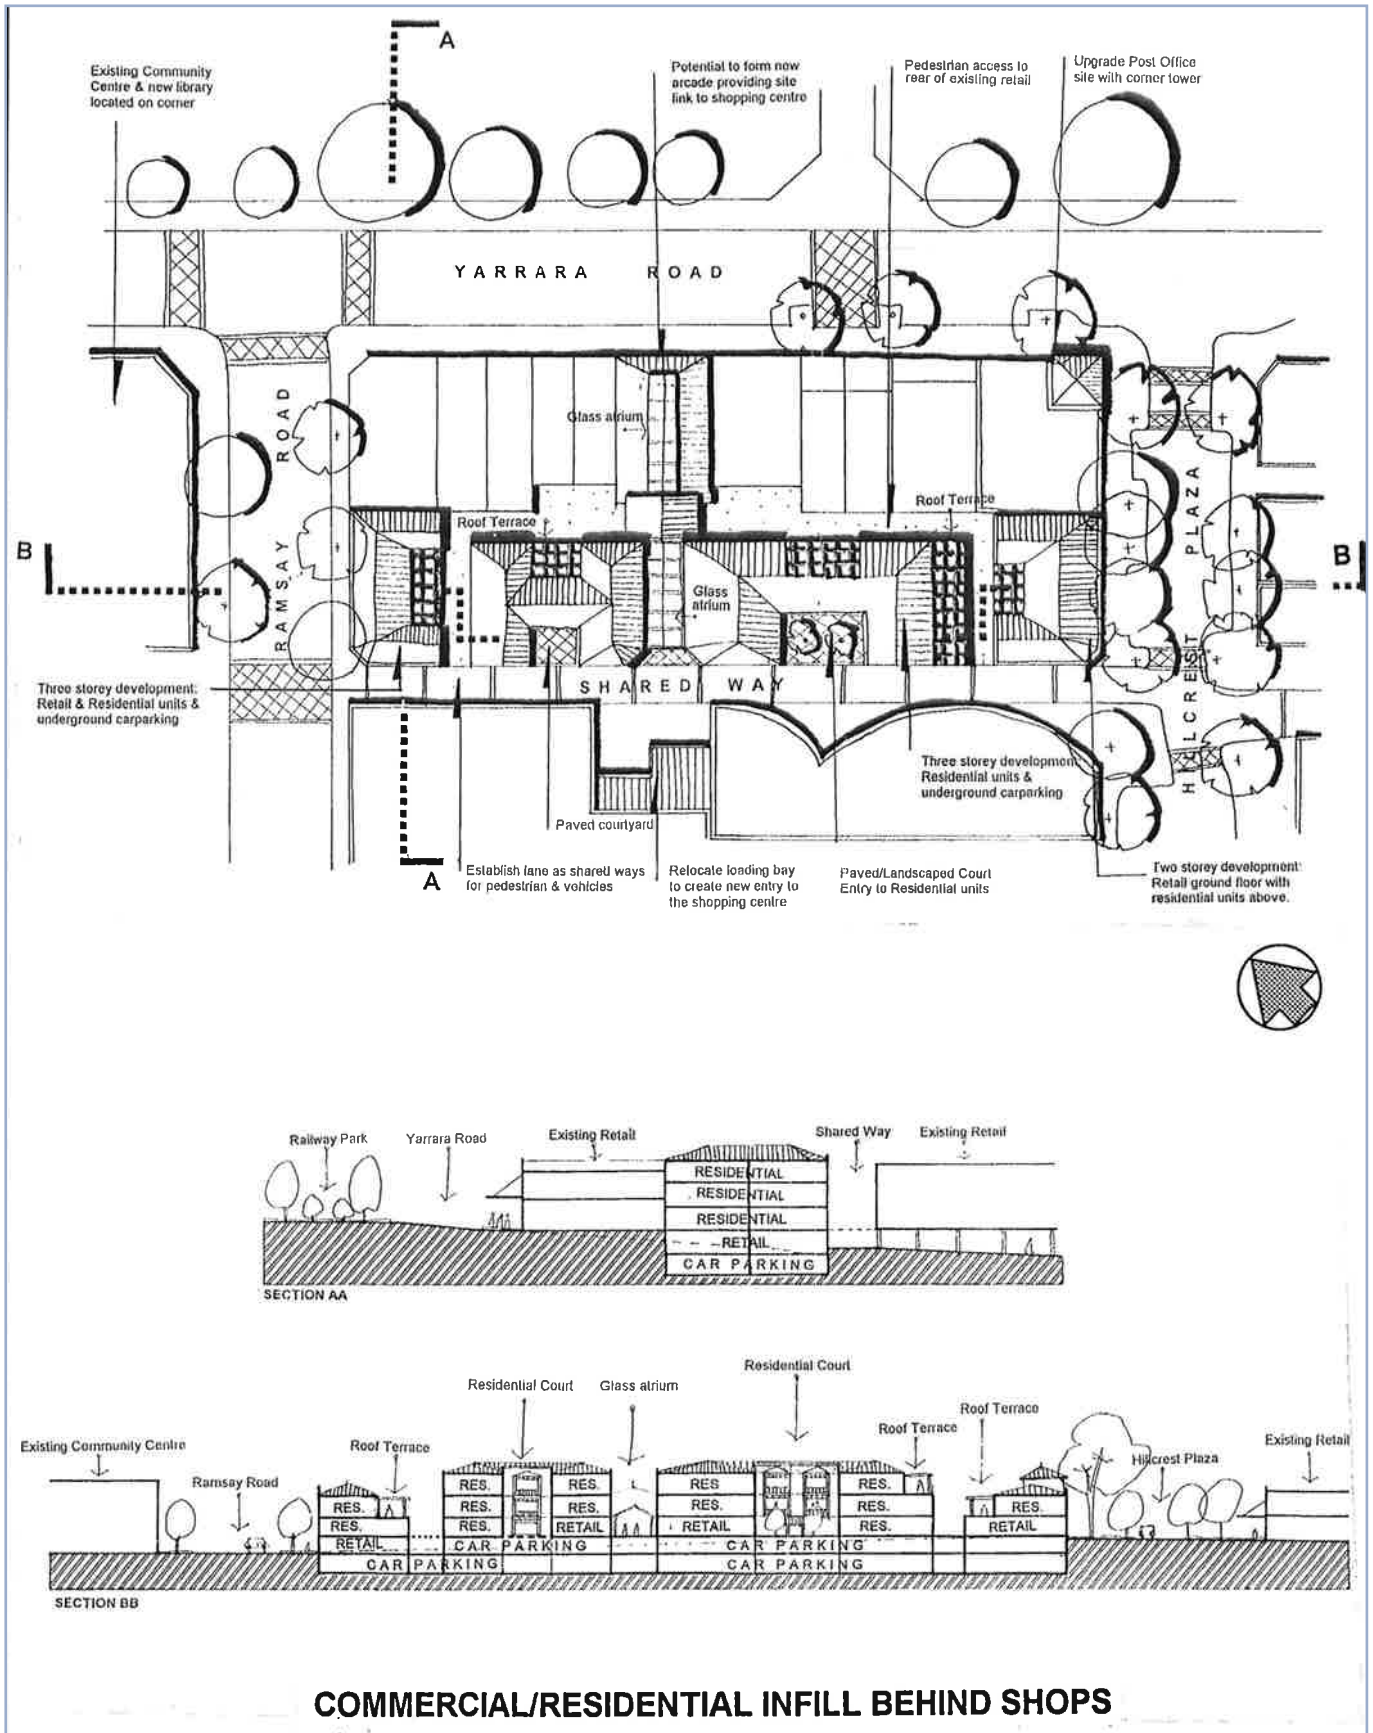 A
Existing Community
Centre & new library
located on corner
Potential to form new
arcade providing site
link to shopping centre
Pedestrian access to
rear of existing retail
Upgrade Post Office
site with corner tower
YARRARA ROAD
RAMSAY ROAD
Glass atrium
Roof Terrace
Roof Terrace
HILLCREST PLAZA
B
B
Glass
atrium
SHARED WAY
Three storey development:
Retail & Residential units &
underground carparking
Three storey development
Residential units &
underground carparking
Paved courtyard
A
Establish lane as shared ways
for pedestrian & vehicles
Relocate loading bay
to create new entry to
the shopping centre
Paved/Landscaped Court
Entry to Residential units
Two storey development:
Retail ground floor with
residential units above.
Railway Park
Yarrara Road
Existing Retail
Shared Way
Existing Retail
RESIDENTIAL
RESIDENTIAL
RESIDENTIAL
RETAIL
CAR PARKING
SECTION AA
Residential Court
Residential Court
Glass atrium
Roof Terrace
Roof Terrace
Existing Community Centre
Roof Terrace
Existing Retail
Hillcrest Plaza
Ramsay Road
RES. RES. RES RES.
RES. RES. RES. RES. RES. RES.
RES. RES. RETAIL RETAIL RES. RETAIL
RETAIL CAR PARKING CAR PARKING
CAR PARKING CAR PARKING
SECTION BB
COMMERCIAL/RESIDENTIAL INFILL BEHIND SHOPS